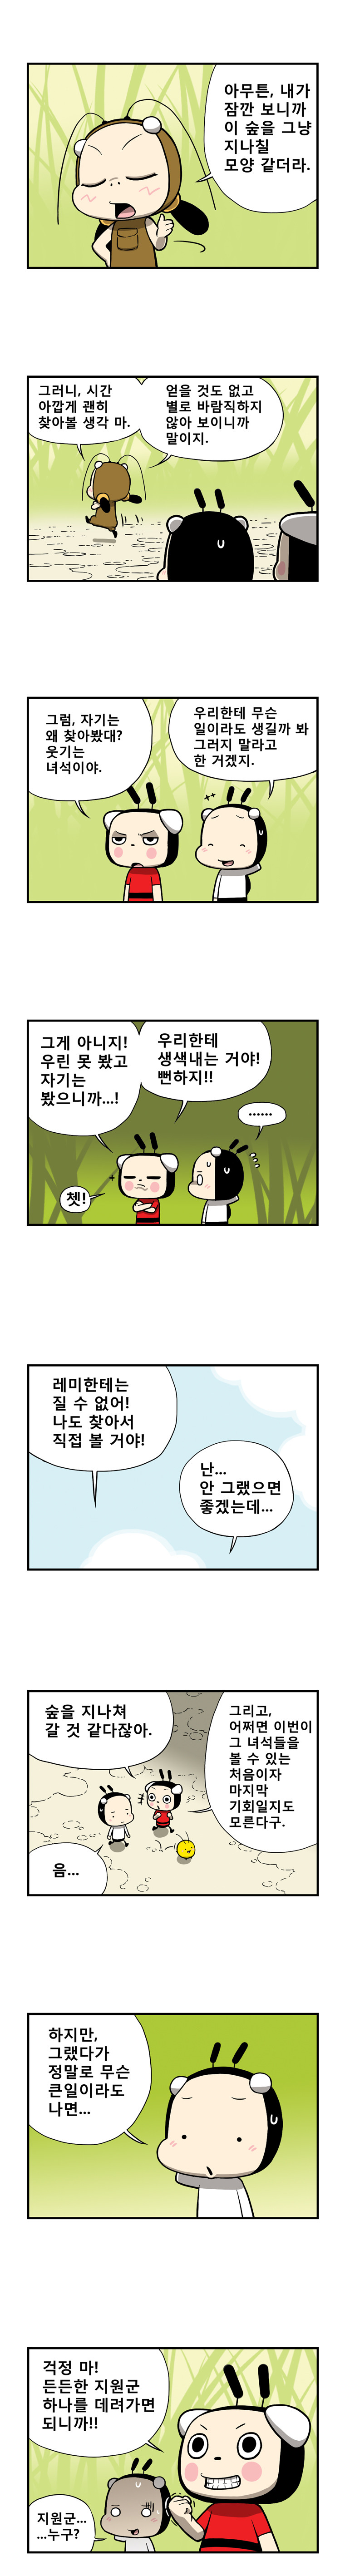 아무튼, 내가
잠깐 보니까
이 숲을 그냥
지나칠
모양 같더라.
그러니, 시간
아깝게 괜히
찾아볼 생각 마.
얻을 것도 없고
별로 바람직하지
않아 보이니까
말이지.
그럼, 자기는
왜 찾아봤대?
웃기는
녀석이야.
우리한테 무슨
일이라도 생길까 봐
그러지 말라고
한 거겠지.
그게 아니지!
우린 못 봤고
자기는
봤으니까...!
우리한테
생색내는 거야!
뻔하지!!
......
쳇!
레미한테는
질 수 없어!
나도 찾아서
직접 볼 거야!
난...
안 그랬으면
좋겠는데...
숲을 지나쳐
갈 것 같다잖아.
그리고,
어쩌면 이번이
그 녀석들을
볼 수 있는
처음이자
마지막
기회일지도
모른다구.
음...
하지만,
그랬다가
정말로 무슨
큰일이라도
나면...
걱정 마!
든든한 지원군
하나를 데려가면
되니까!!
지원군...
...누구?